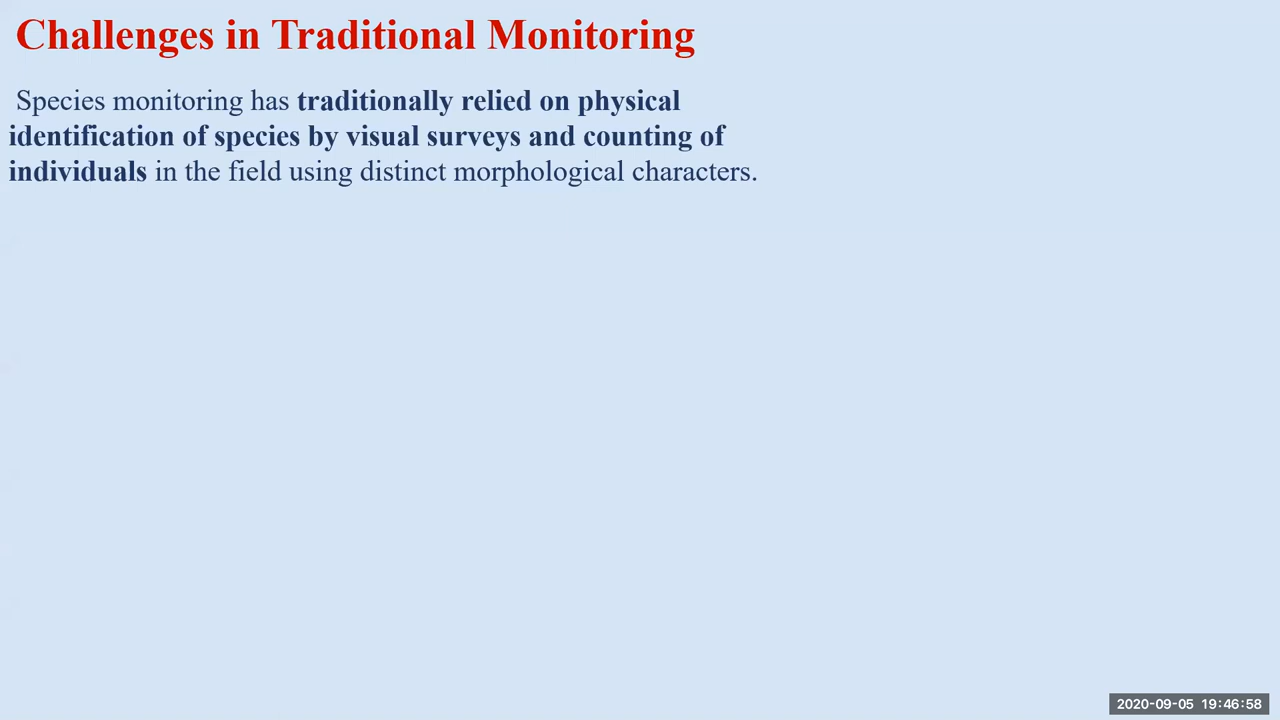 Challenges in Traditional Monitoring
Species monitoring has traditionally relied on physical
identification of species by visual surveys and counting of
individuals in the field using distinct morphological characters.
2020-09-05 19:46:58